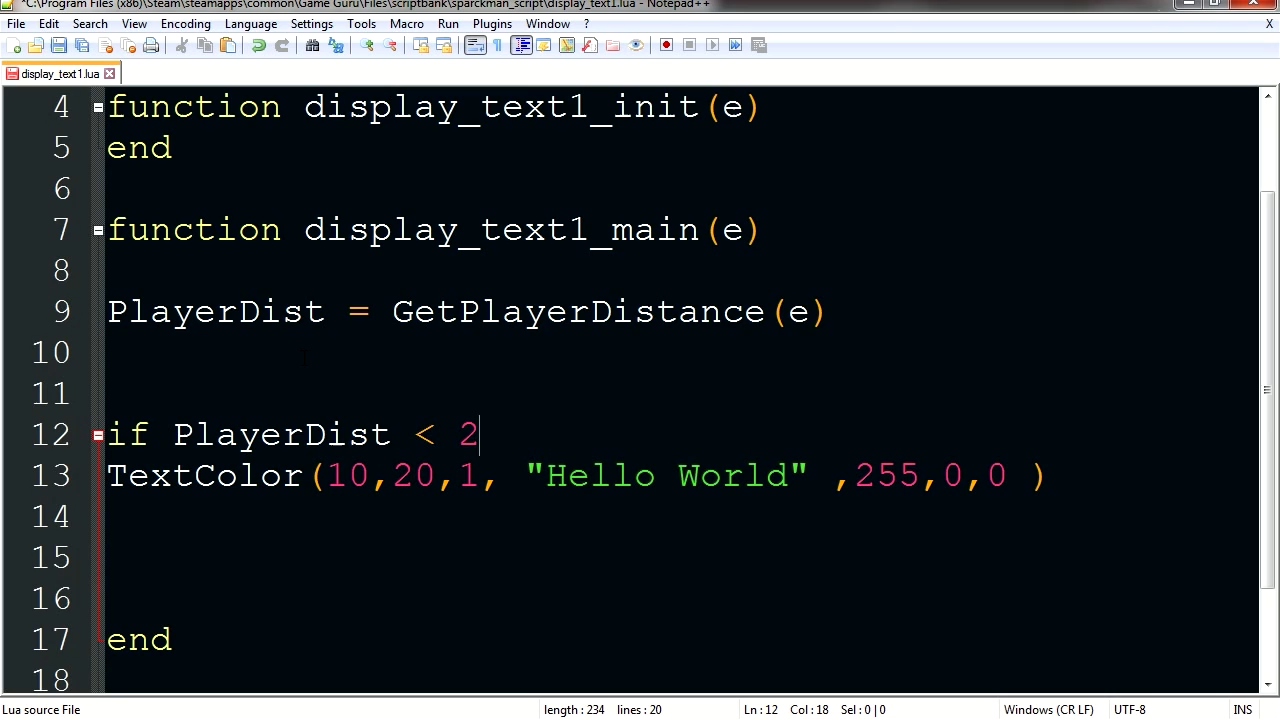 *C:\Program Files (x86)\Steam\steamapps\common\Game Guru\Files\scriptbank\sparckman_script\display_text1.lua - Notepad++
File Edit Search View Encoding Language Settings Tools Macro Run Plugins Window ? X
display_text1.lua
4 function display_text1_init(e)
5 end
6
7 function display_text1_main(e)
8
9 PlayerDist = GetPlayerDistance(e)
10
11
12 if PlayerDist < 2
13 TextColor(10,20,1, "Hello World" ,255,0,0 )
14
15
16
17 end
18
Lua source File length : 234 lines : 20 Ln : 12 Col : 18 Sel : 0 | 0 Windows (CR LF) UTF-8 INS